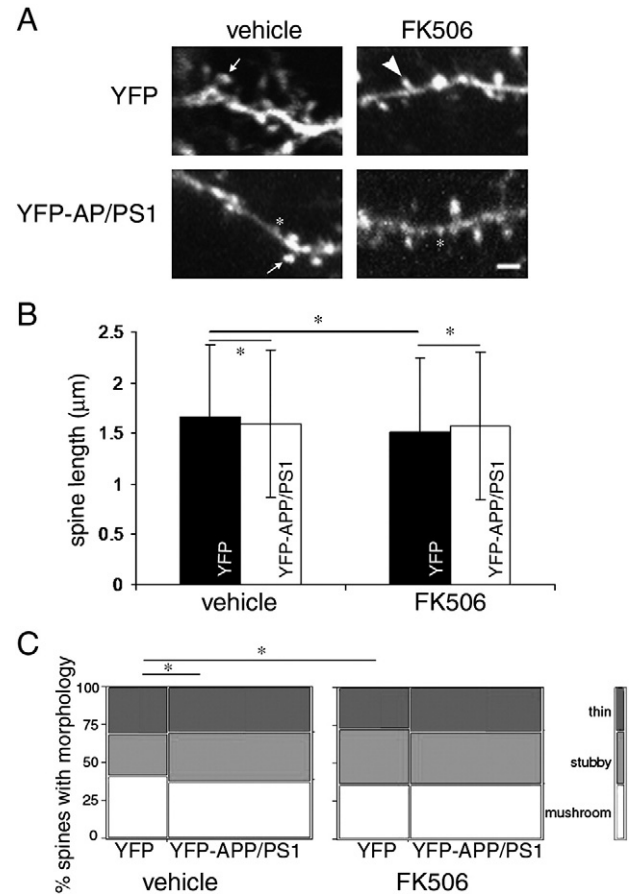 A
vehicle FK506
YFP
YFP-AP/PS1
*
*
B
*
*
*
spine length (μm)
2.5
2
1.5
1
0.5
0
YFP
YFP-APP/PS1
YFP
YFP-APP/PS1
vehicle FK506
C
*
*
% spines with morphology
100
75
50
25
0
thin
stubby
mushroom
YFP YFP-APP/PS1 YFP YFP-APP/PS1
vehicle FK506